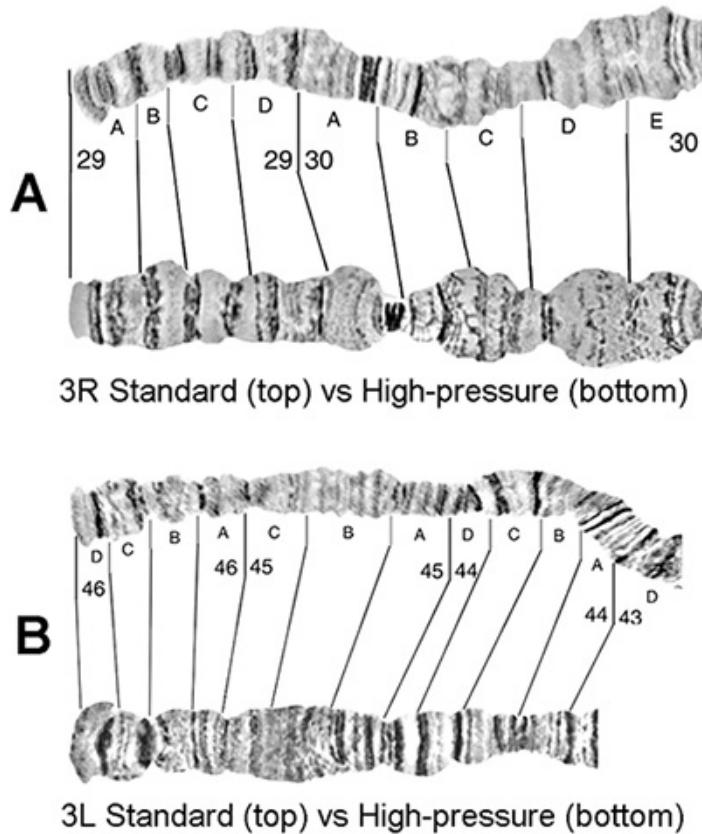 A B C D A B C D E
29 29 30 30
A
3R Standard (top) vs High-pressure (bottom)
D C B A C B A D C B A D
46 46 45 45 44 44 43
B
3L Standard (top) vs High-pressure (bottom)